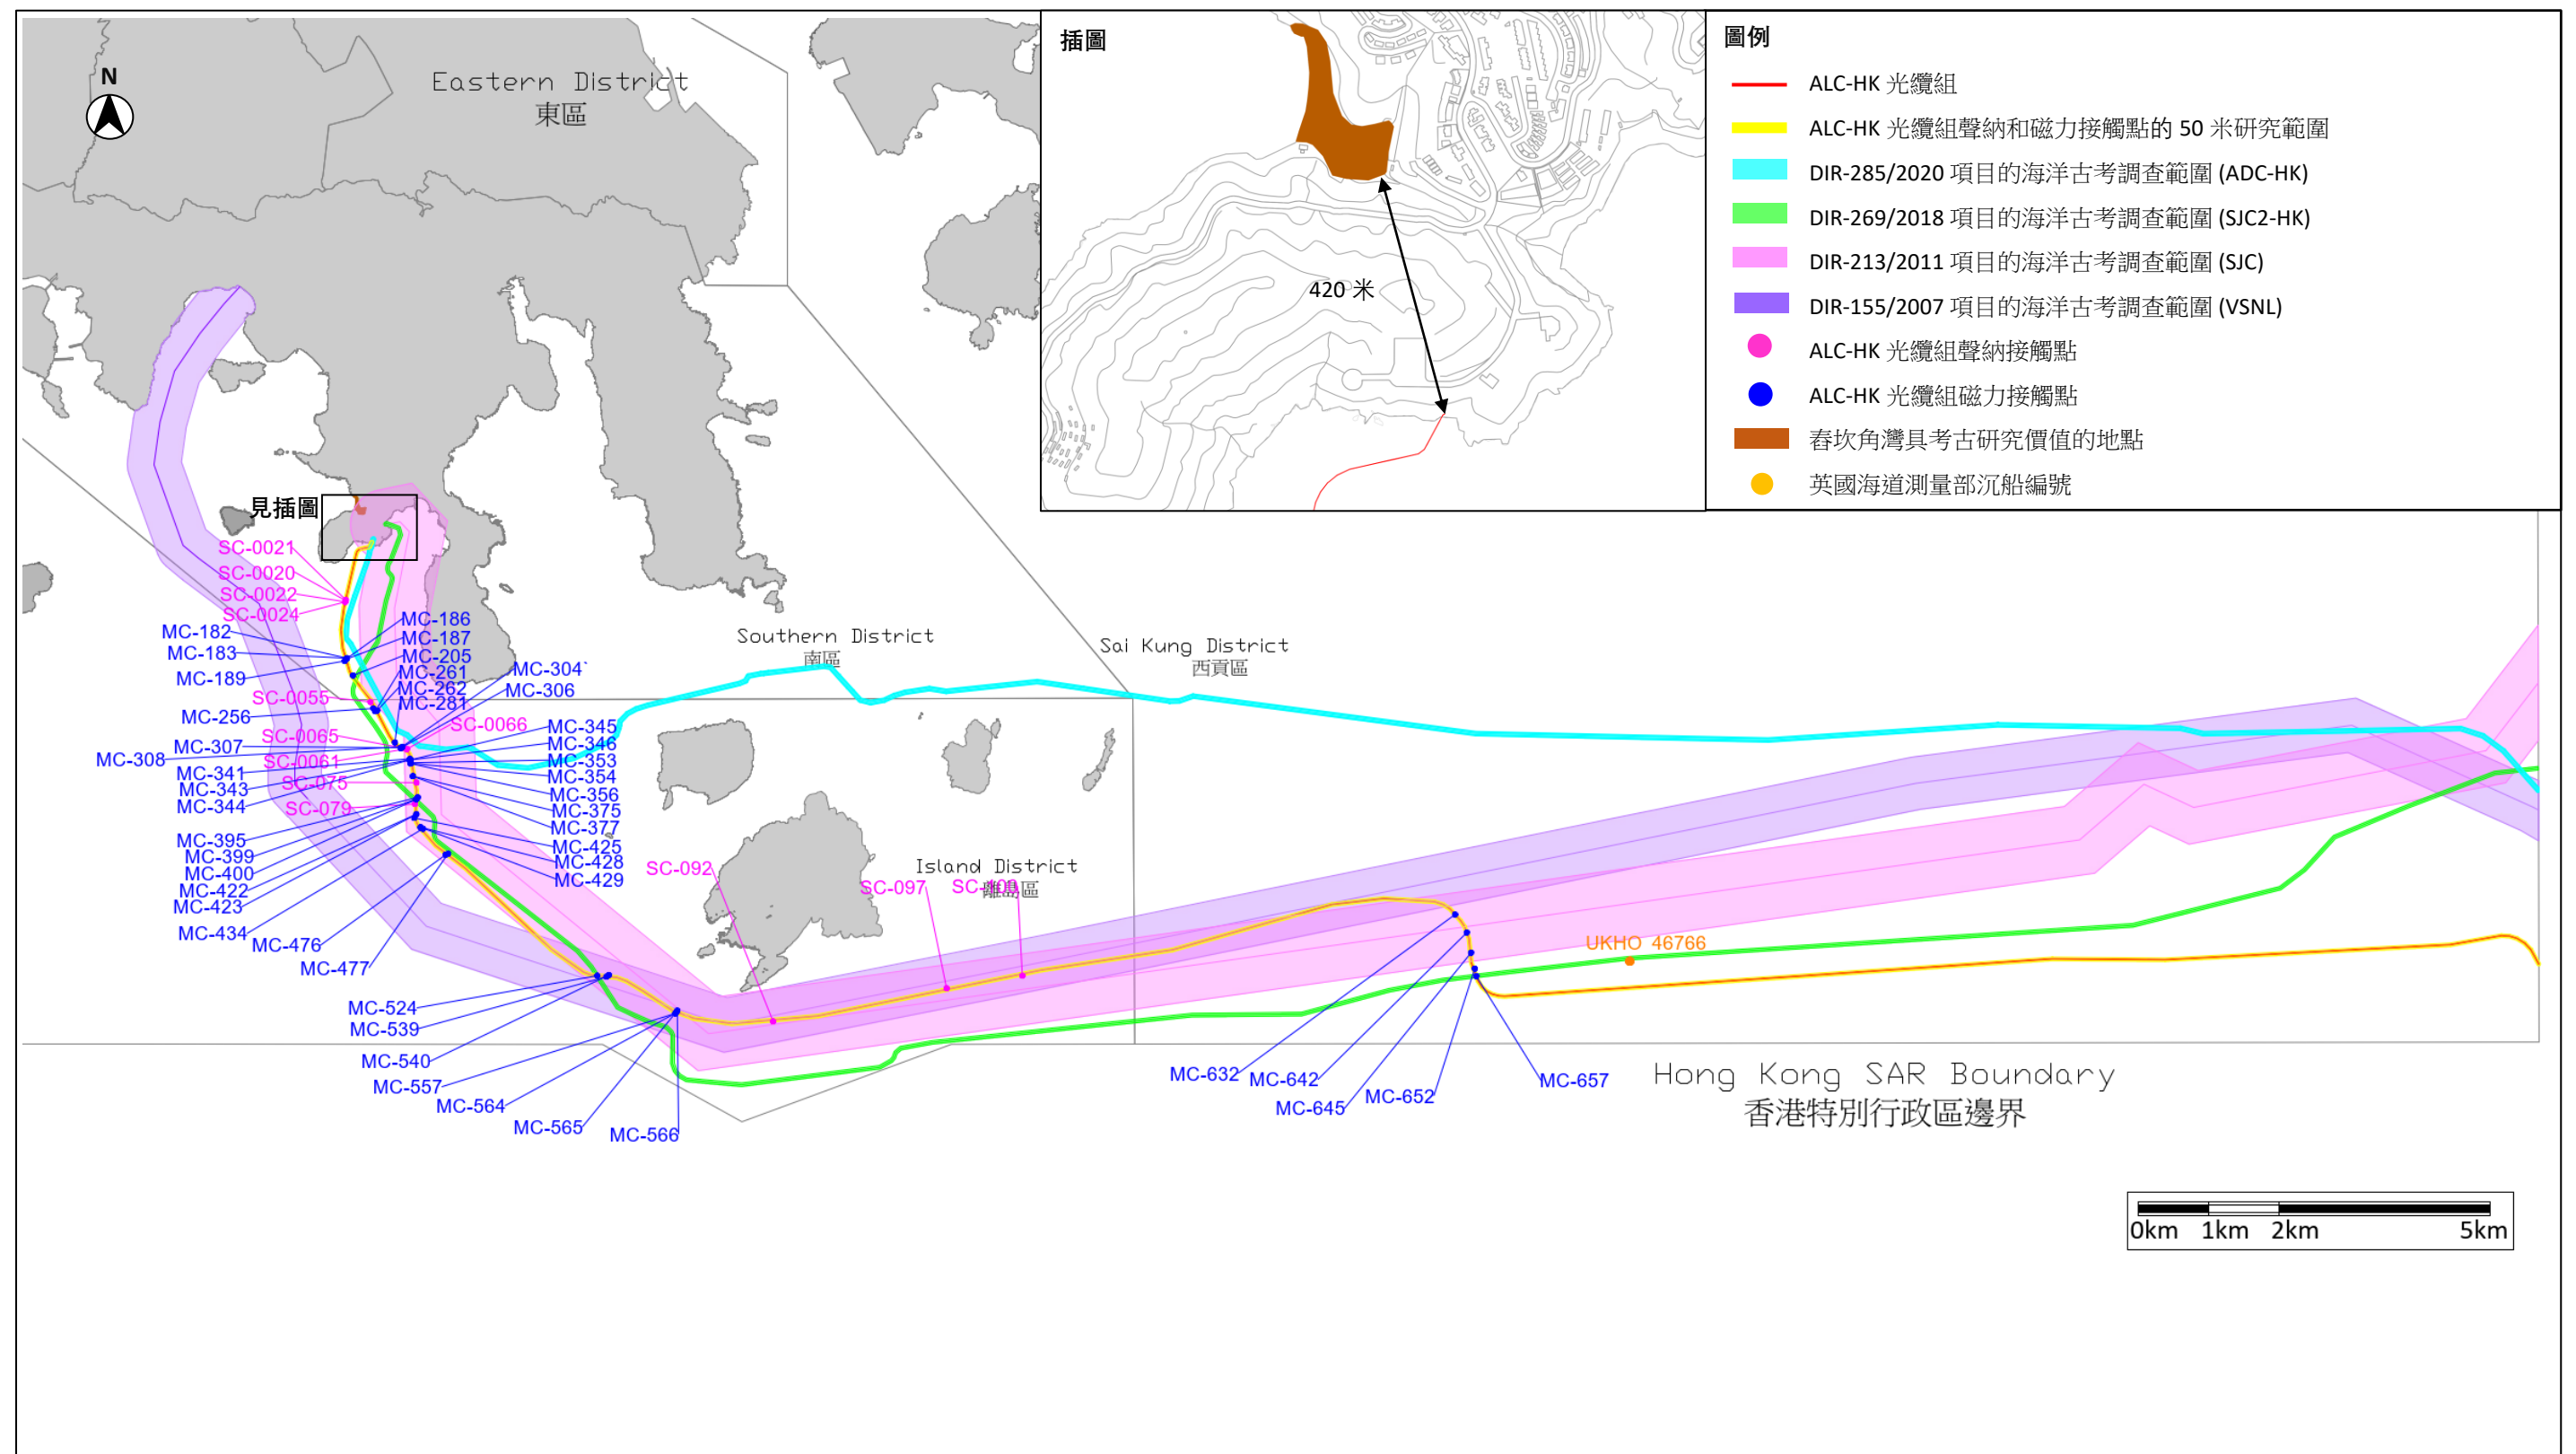 N
Eastern District
東區
插圖
420 米
圖例
ALC-HK 光纜組
ALC-HK 光纜組聲納和磁力接觸點的 50 米研究範圍
DIR-285/2020 項目的海洋古考調查範圍 (ADC-HK)
DIR-269/2018 項目的海洋古考調查範圍 (SJC2-HK)
DIR-213/2011 項目的海洋古考調查範圍 (SJC)
DIR-155/2007 項目的海洋古考調查範圍 (VSNL)
ALC-HK 光纜組聲納接觸點
ALC-HK 光纜組磁力接觸點
舂坎角灣具考古研究價值的地點
英國海道測量部沉船編號
見插圖
SC-0021
SC-0020
SC-0022
SC-0024
MC-182
MC-183
MC-189
SC-0055
MC-256
SC-0065
MC-307
MC-308
SC-0061
MC-341
SC-075
MC-343
MC-344
SC-079
MC-395
MC-399
MC-400
MC-422
MC-423
MC-434
MC-476
MC-477
MC-524
MC-539
MC-540
MC-557
MC-564
MC-565
MC-566
MC-186
MC-187
MC-205
MC-261
MC-262
MC-281
MC-304`
MC-306
SC-0066
MC-345
MC-346
MC-353
MC-354
MC-356
MC-375
MC-377
MC-425
MC-428
MC-429
Southern District
南區
Sai Kung District
西貢區
SC-092
SC-097
Island District
離島區
UKHO 46766
MC-632
MC-642
MC-645
MC-652
MC-657
Hong Kong SAR Boundary
香港特別行政區邊界
0km 1km 2km 5km